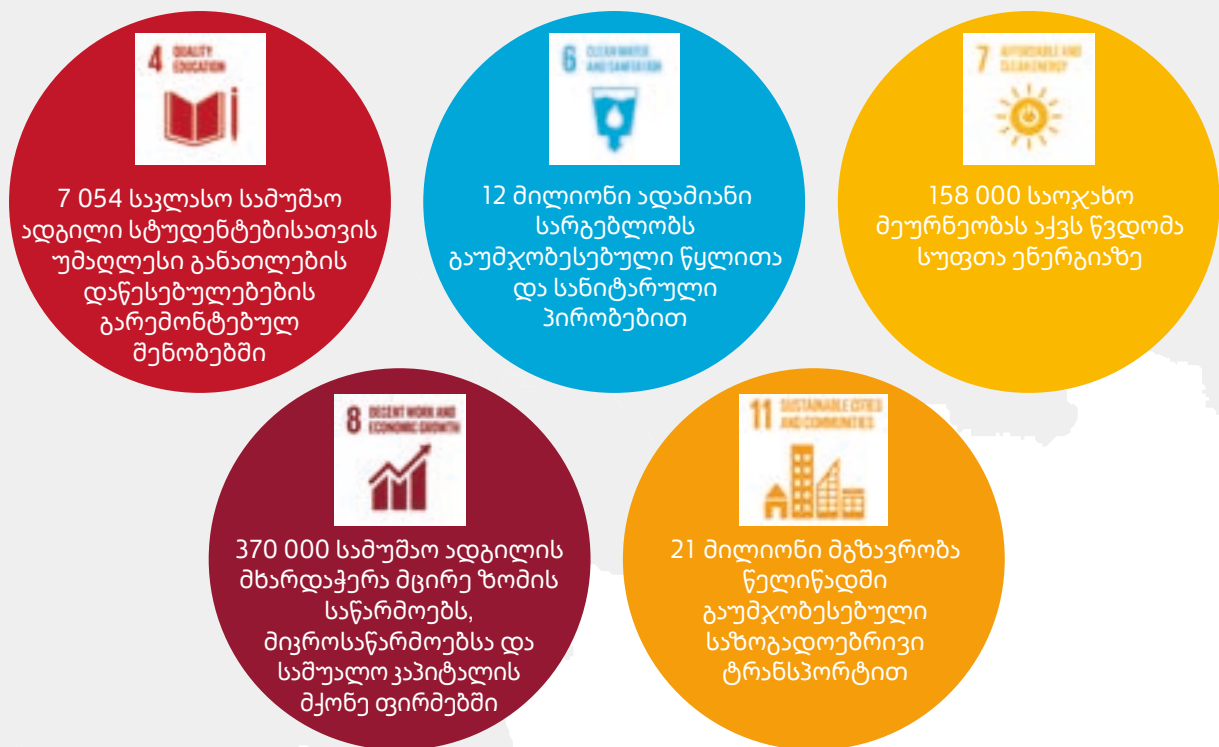 4 QUALITY
EDUCATION
7 054 საკლასო სამუშაო
ადგილი სტუდენტებისათვის
უმაღლესი განათლების
დაწესებულებების
გარემონტებულ
შენობებში
6 CLEAN WATER
AND SANITATION
12 მილიონი ადამიანი
სარგებლობს
გაუმჯობესებული წყლითა
და სანიტარული
პირობებით
7 AFFORDABLE AND
CLEAN ENERGY
158 000 საოჯახო
მეურნეობას აქვს წვდომა
სუფთა ენერგიაზე
8 DECENT WORK AND
ECONOMIC GROWTH
370 000 სამუშაო ადგილის
მხარდაჭერა მცირე ზომის
საწარმოებს,
მიკროსაწარმოებსა და
საშუალო კაპიტალის
მქონე ფირმებში
11 SUSTAINABLE CITIES
AND COMMUNITIES
21 მილიონი მგზავრობა
წელიწადში
გაუმჯობესებული
საზოგადოებრივი
ტრანსპორტით